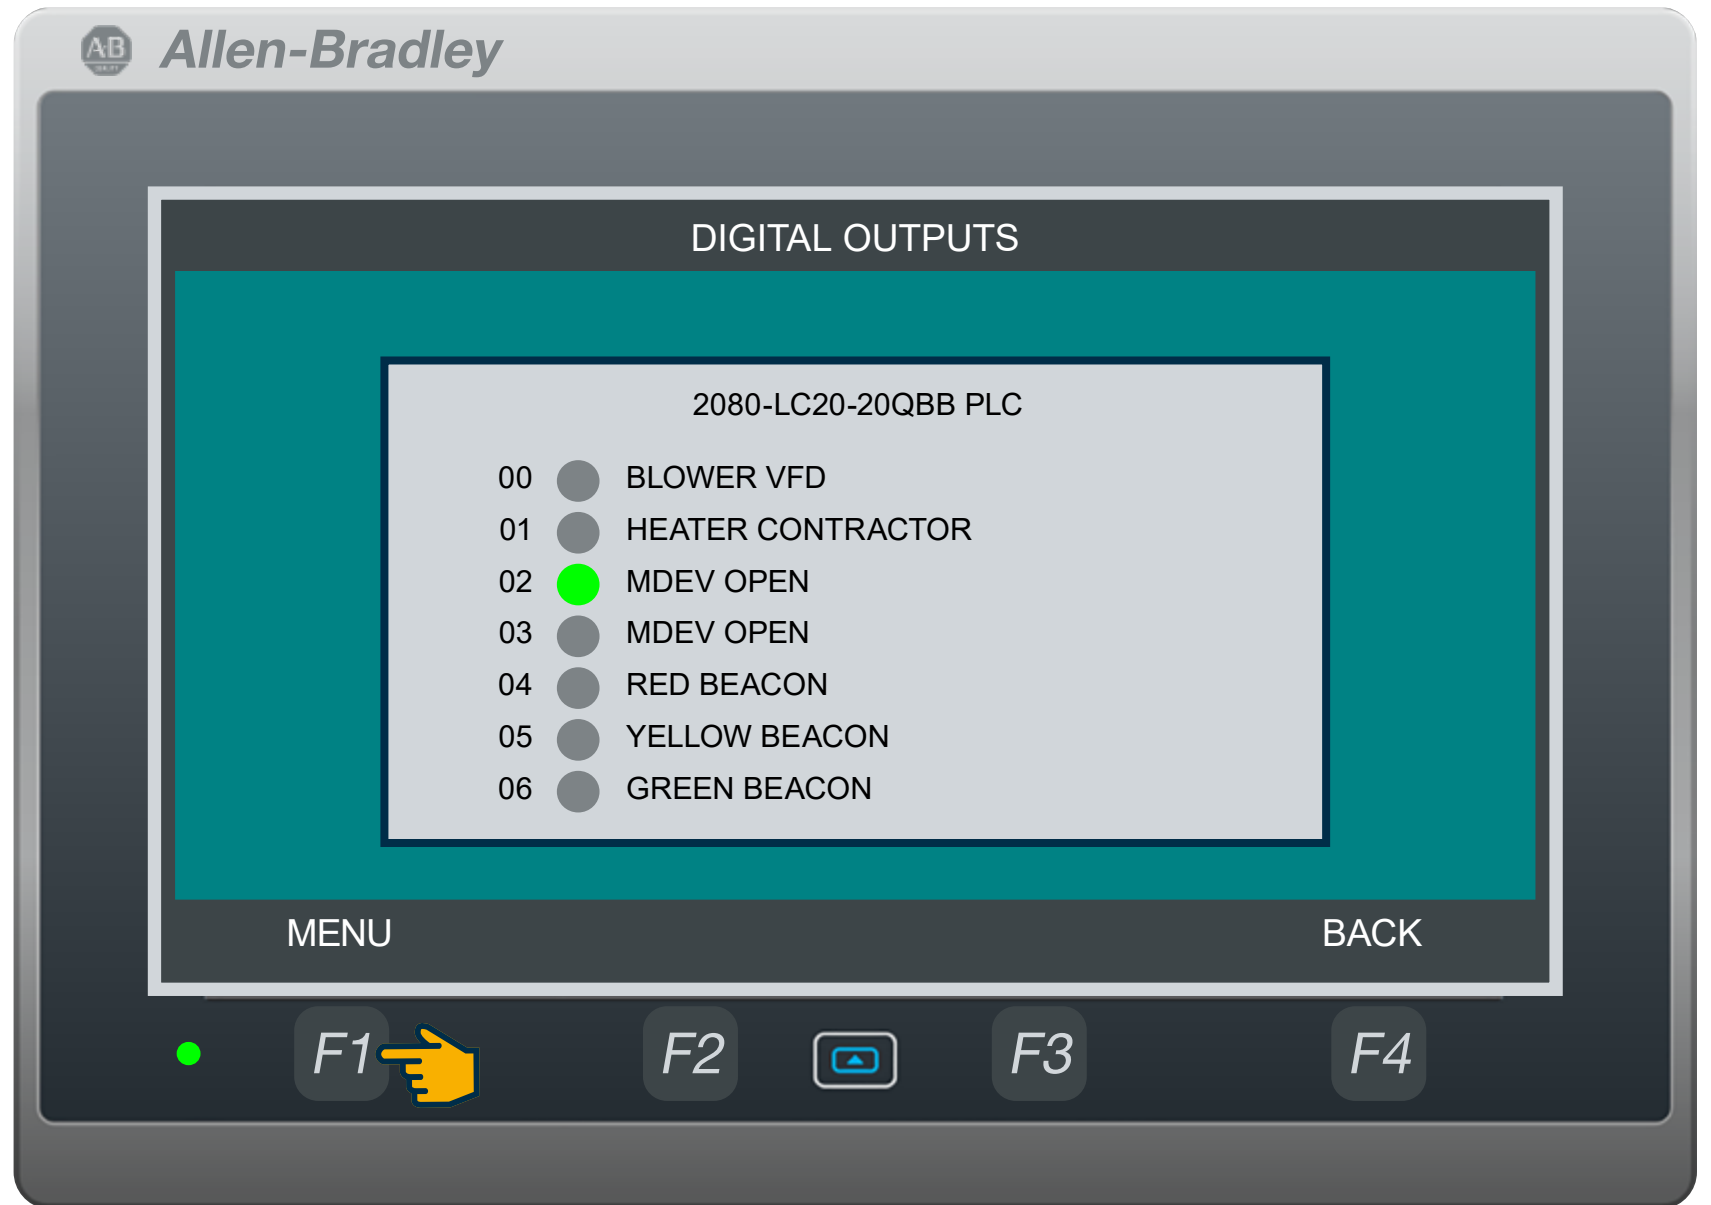 A-B
Allen-Bradley
DIGITAL OUTPUTS
2080-LC20-20QBB PLC
00 BLOWER VFD
01 HEATER CONTRACTOR
02 MDEV OPEN
03 MDEV OPEN
04 RED BEACON
05 YELLOW BEACON
06 GREEN BEACON
MENU BACK
F1 F2 F3 F4